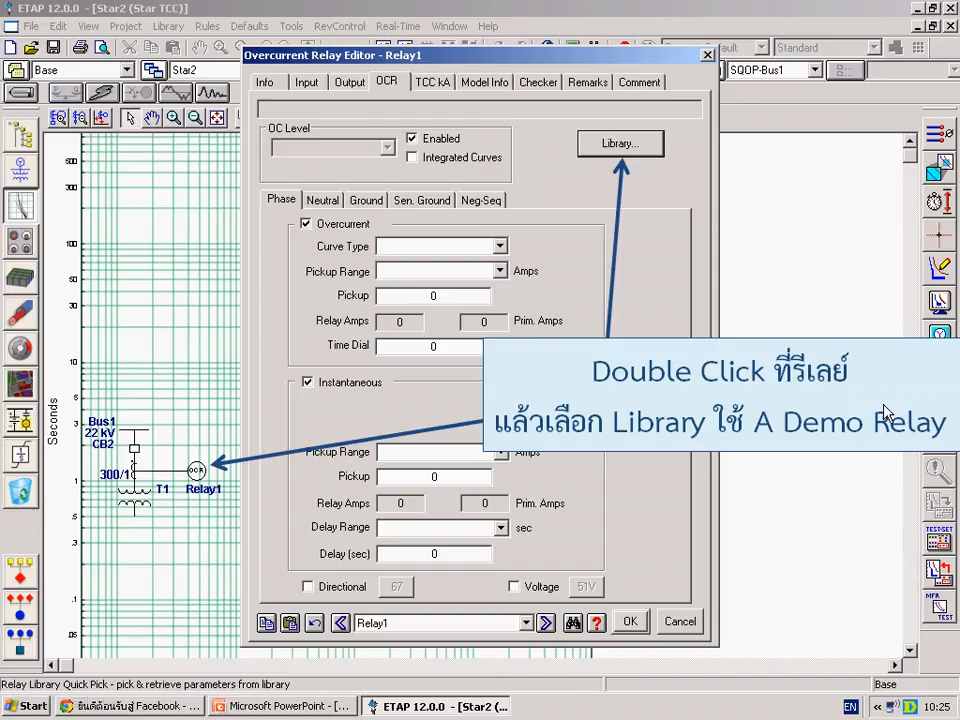 ETAP 12.0.0 - [Star2 (Star TCC)]
File Edit View Project Library Rules Defaults Tools RevControl Real-Time Window Help
Standard
Base Star2 SQOP-Bus1
Overcurrent Relay Editor - Relay1
Info Input Output OCR TCC kA Model Info Checker Remarks Comment
OC Level
Enabled
Integrated Curves
Library...
Phase Neutral Ground Sen. Ground Neg-Seq
Overcurrent
Curve Type
Pickup Range Amps
Pickup 0
Relay Amps 0 0 Prim. Amps
Time Dial 0
Instantaneous
Double Click ที่รีเลย์
แล้วเลือก Library ใช้ A Demo Relay
Pickup Range Amps
Pickup 0
Relay Amps 0 0 Prim. Amps
Delay Range sec
Delay (sec) 0
Directional 67 Voltage 51V
Relay1 OK Cancel
500
300
100
50
30
10
5
3
1
.5
.3
.1
.05
Seconds
Bus1
22 kV
CB2
300/1
OCR
T1 Relay1
TEST-SET
MFR
TEST
Relay Library Quick Pick - pick & retrieve parameters from library Base
Start ยินดีต้อนรับสู่ Facebook - ... Microsoft PowerPoint - [... ETAP 12.0.0 - [Star2 (... EN 10:25